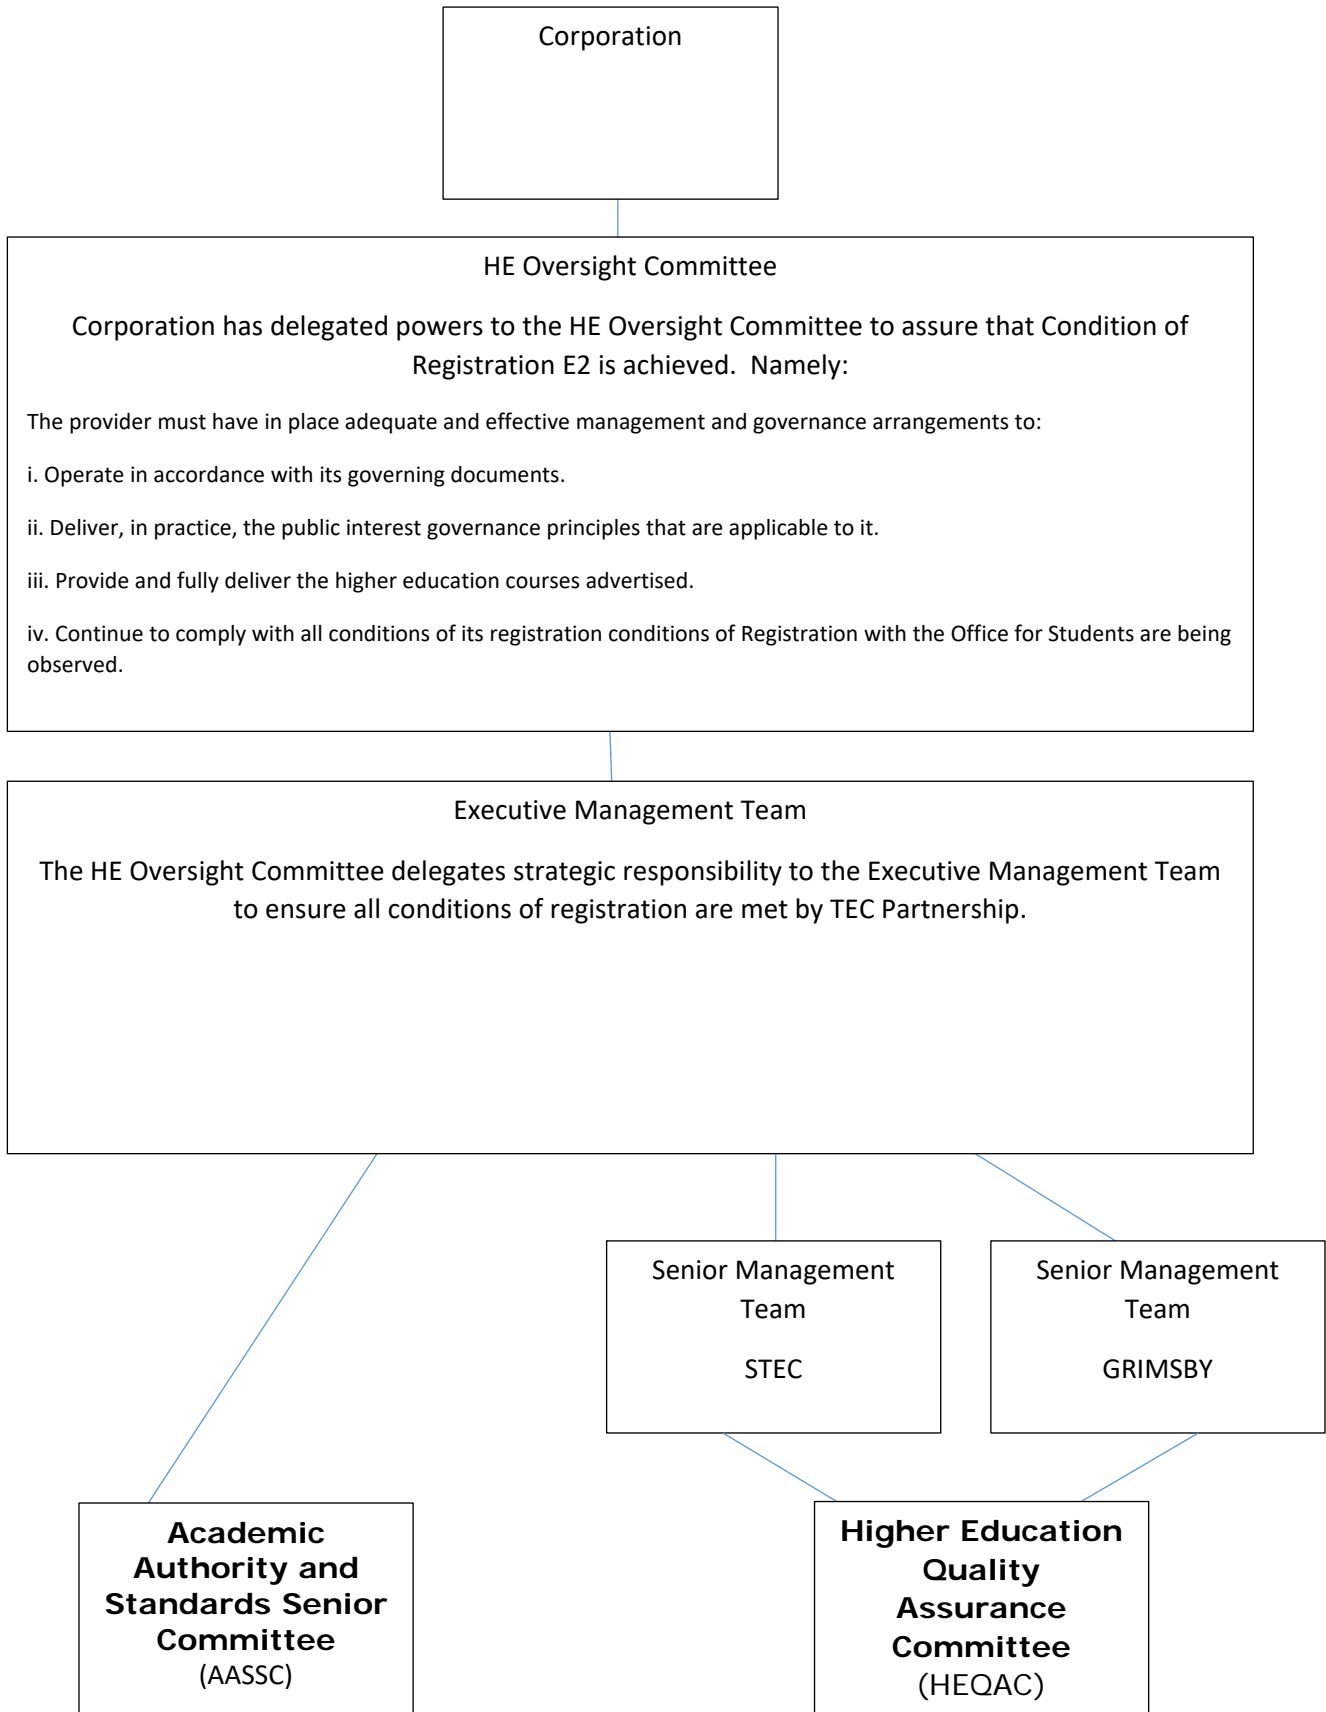 Corporation
HE Oversight Committee
Corporation has delegated powers to the HE Oversight Committee to assure that Condition of
Registration E2 is achieved.  Namely:
The provider must have in place adequate and effective management and governance arrangements to:
i. Operate in accordance with its governing documents.
ii. Deliver, in practice, the public interest governance principles that are applicable to it.
iii. Provide and fully deliver the higher education courses advertised.
iv. Continue to comply with all conditions of its registration conditions of Registration with the Office for Students are being
observed.
Executive Management Team
The HE Oversight Committee delegates strategic responsibility to the Executive Management Team
to ensure all conditions of registration are met by TEC Partnership.
Senior Management
Team
STEC
Senior Management
Team
GRIMSBY
Academic
Authority and
Standards Senior
Committee
(AASSC)
Higher Education
Quality
Assurance
Committee
(HEQAC)